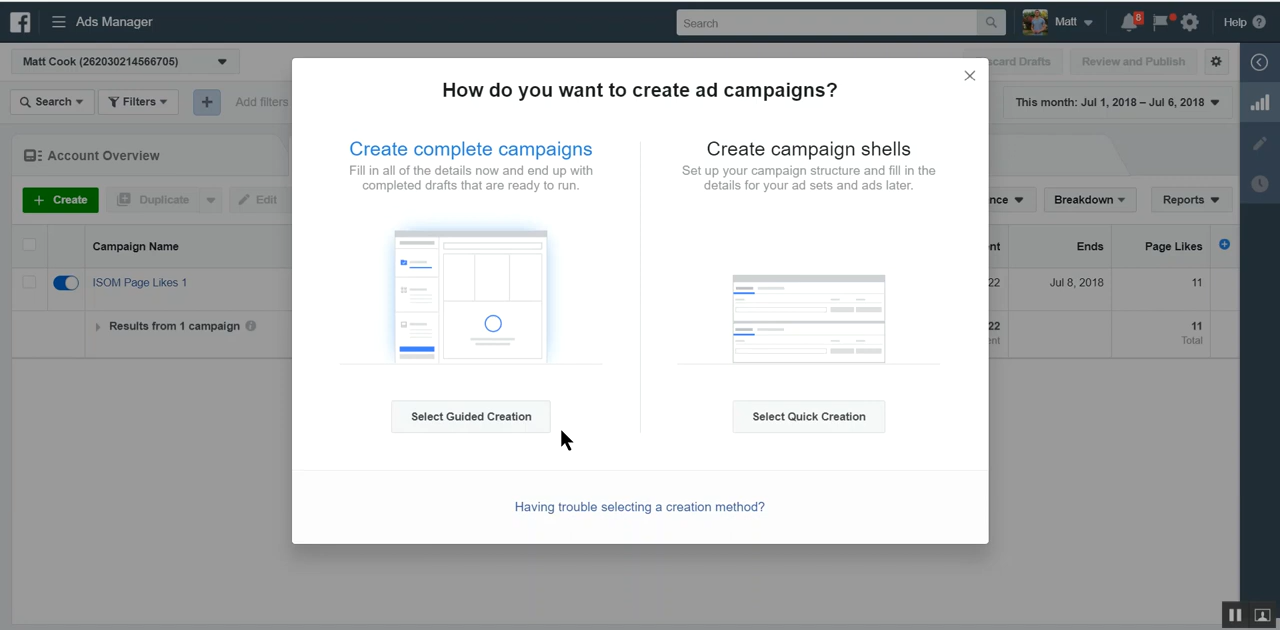 Ads Manager
Search
Matt
8
Help
Matt Cook (262030214566705)
card Drafts
Review and Publish
Search
Filters
Add filters
This month: Jul 1, 2018 – Jul 6, 2018
Account Overview
Create
Duplicate
Edit
nce
Breakdown
Reports
Campaign Name
nt
Ends
Page Likes
ISOM Page Likes 1
22
Jul 8, 2018
11
Results from 1 campaign
22
ent
11
Total
How do you want to create ad campaigns?
Create complete campaigns
Fill in all of the details now and end up with
completed drafts that are ready to run.
Select Guided Creation
Create campaign shells
Set up your campaign structure and fill in the
details for your ad sets and ads later.
Select Quick Creation
Having trouble selecting a creation method?